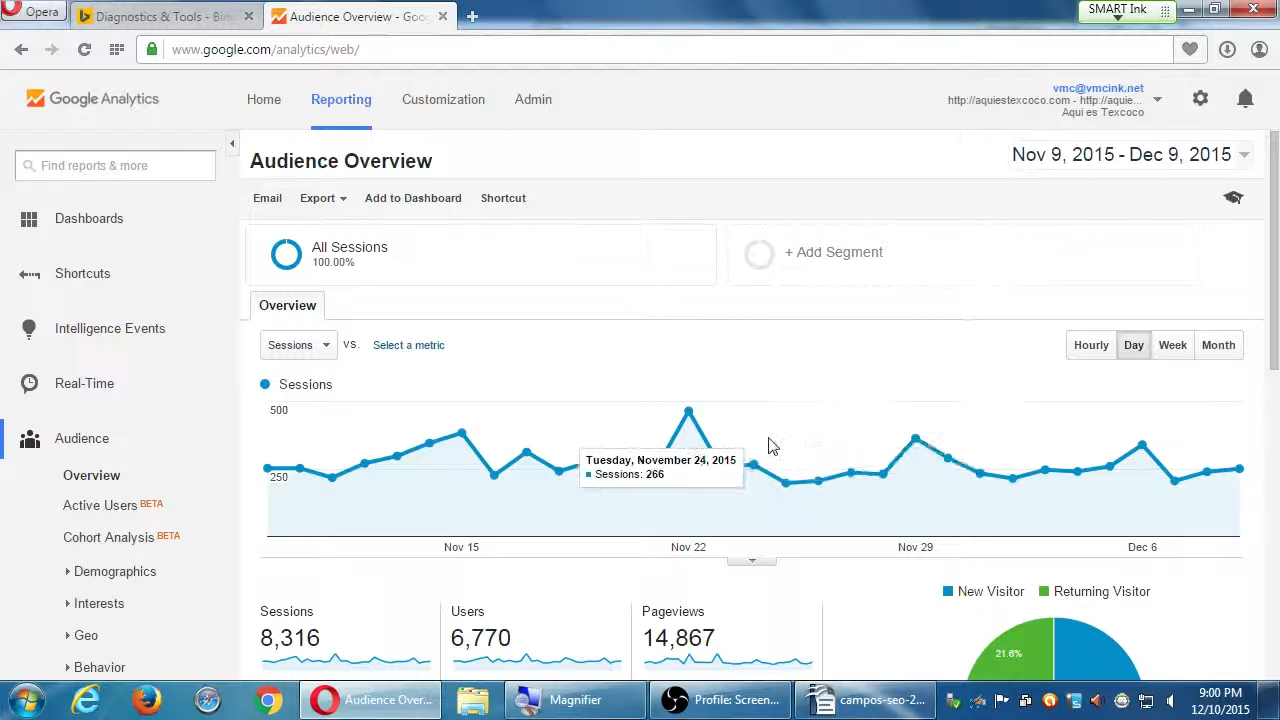 Opera
Diagnostics & Tools - Bin
Audience Overview - Goog
SMART Ink
www.google.com/analytics/web/
Google Analytics
Home
Reporting
Customization
Admin
vmc@vmcink.net
http://aquiestexcoco.com - http://aquie...
Aqui es Texcoco
Find reports & more
Audience Overview
Nov 9, 2015 - Dec 9, 2015
Email
Export
Add to Dashboard
Shortcut
Dashboards
Shortcuts
Intelligence Events
Real-Time
Audience
Overview
Active Users BETA
Cohort Analysis BETA
Demographics
Interests
Geo
Behavior
All Sessions
100.00%
+ Add Segment
Overview
Sessions
VS.
Select a metric
Hourly
Day
Week
Month
Sessions
500
250
Tuesday, November 24, 2015
Sessions: 266
Nov 15
Nov 22
Nov 29
Dec 6
Sessions
8,316
Users
6,770
Pageviews
14,867
New Visitor
Returning Visitor
21.6%
Audience Over...
Magnifier
Profile: Screen...
campos-seo-2...
9:00 PM
12/10/2015